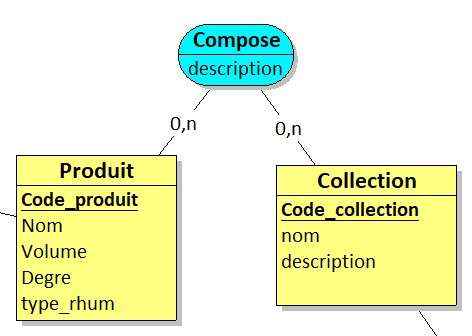 Compose
description
0,n
0,n
Produit
Code_produit
Nom
Volume
Degre
type_rhum
Collection
Code_collection
nom
description